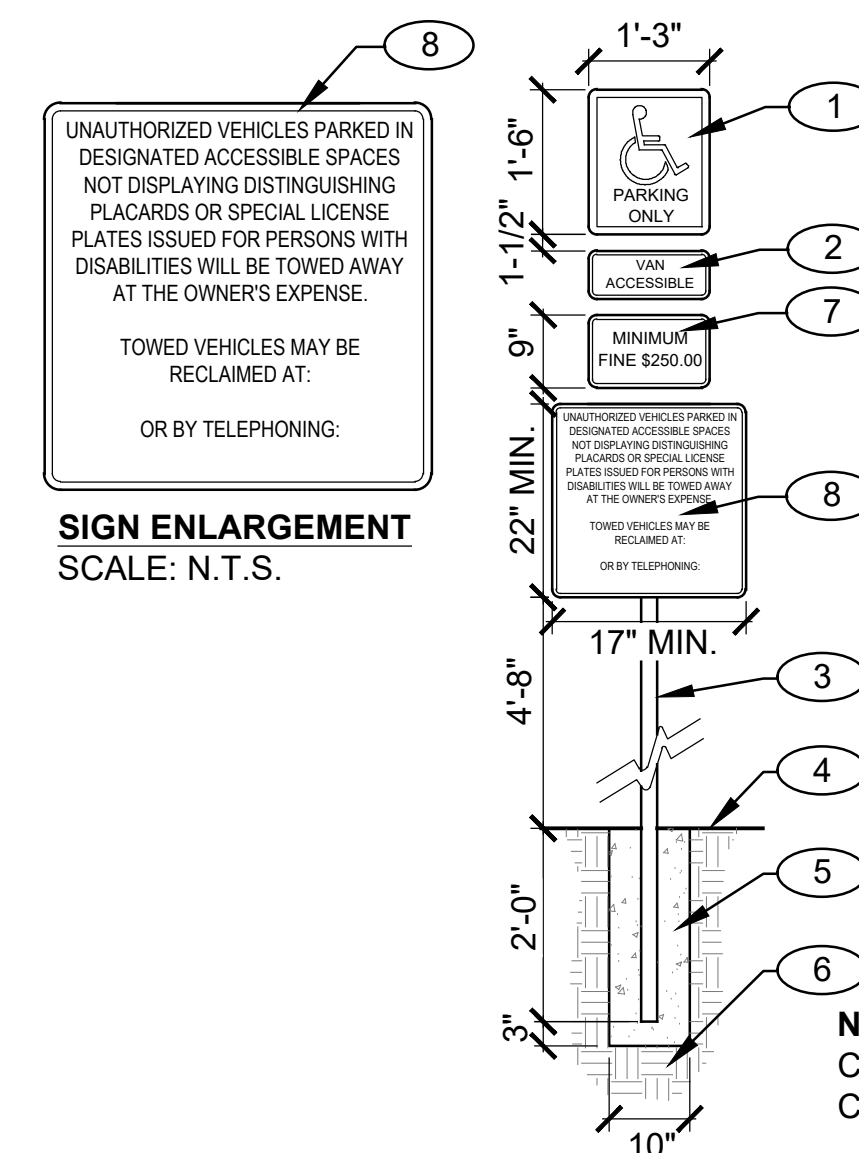 8
UNAUTHORIZED VEHICLES PARKED IN
DESIGNATED ACCESSIBLE SPACES
NOT DISPLAYING DISTINGUISHING
PLACARDS OR SPECIAL LICENSE
PLATES ISSUED FOR PERSONS WITH
DISABILITIES WILL BE TOWED AWAY
AT THE OWNER'S EXPENSE.
TOWED VEHICLES MAY BE
RECLAIMED AT:
OR BY TELEPHONING:
SIGN ENLARGEMENT
SCALE: N.T.S.
1'-3"
1'-6"
PARKING
ONLY
1
1-1/2"
VAN
ACCESSIBLE
2
9"
MINIMUM
FINE $250.00
7
22" MIN.
UNAUTHORIZED VEHICLES PARKED IN
DESIGNATED ACCESSIBLE SPACES
NOT DISPLAYING DISTINGUISHING
PLACARDS OR SPECIAL LICENSE
PLATES ISSUED FOR PERSONS WITH
DISABILITIES WILL BE TOWED AWAY
AT THE OWNER'S EXPENSE.
TOWED VEHICLES MAY BE
RECLAIMED AT:
OR BY TELEPHONING:
8
17" MIN.
4'-8"
3
4
2'-0"
5
6
3"
10"
N
C
C